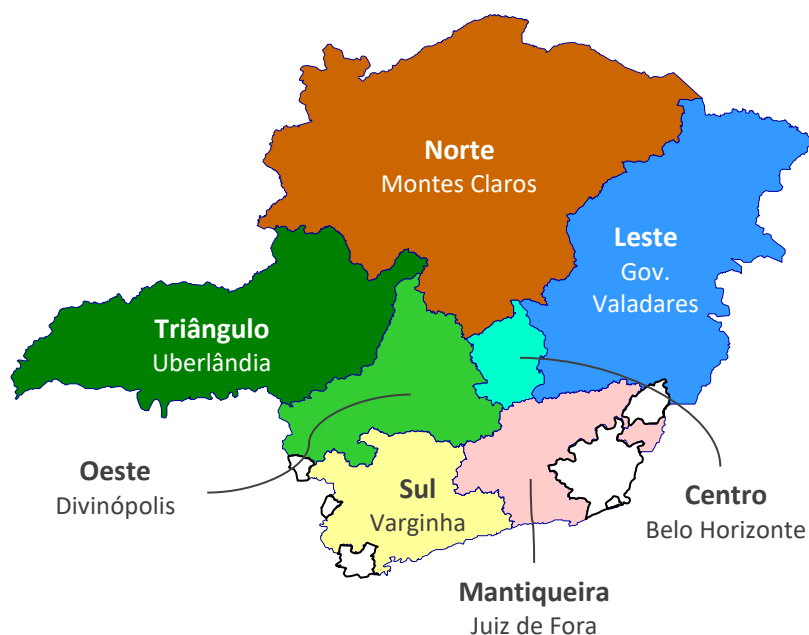 Norte
Montes Claros
Leste
Gov.
Valadares
Triângulo
Uberlândia
Oeste
Divinópolis
Sul
Varginha
Centro
Belo Horizonte
Mantiqueira
Juiz de Fora